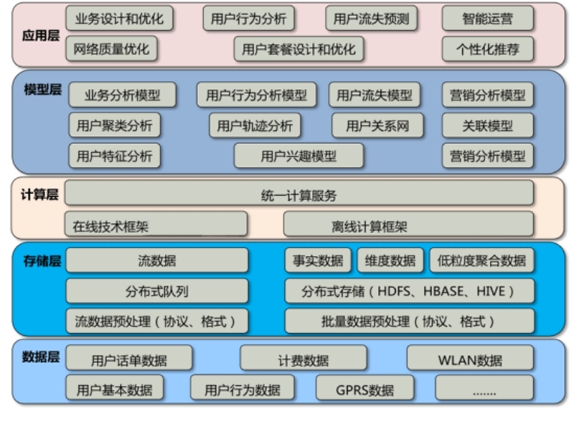 应用层
业务设计和优化 用户行为分析 用户流失预测 智能运营
网络质量优化 用户套餐设计和优化 个性化推荐
模型层
业务分析模型 用户行为分析模型 用户流失模型 营销分析模型
用户聚类分析 用户轨迹分析 用户关系网 关联模型
用户特征分析 用户兴趣模型 营销分析模型
计算层
统一计算服务
在线技术框架 离线计算框架
存储层
流数据 事实数据 维度数据 低粒度聚合数据
分布式队列 分布式存储（HDFS、HBASE、HIVE）
流数据预处理（协议、格式） 批量数据预处理（协议、格式）
数据层
用户话单数据 计费数据 WLAN数据
用户基本数据 用户行为数据 GPRS数据 .......